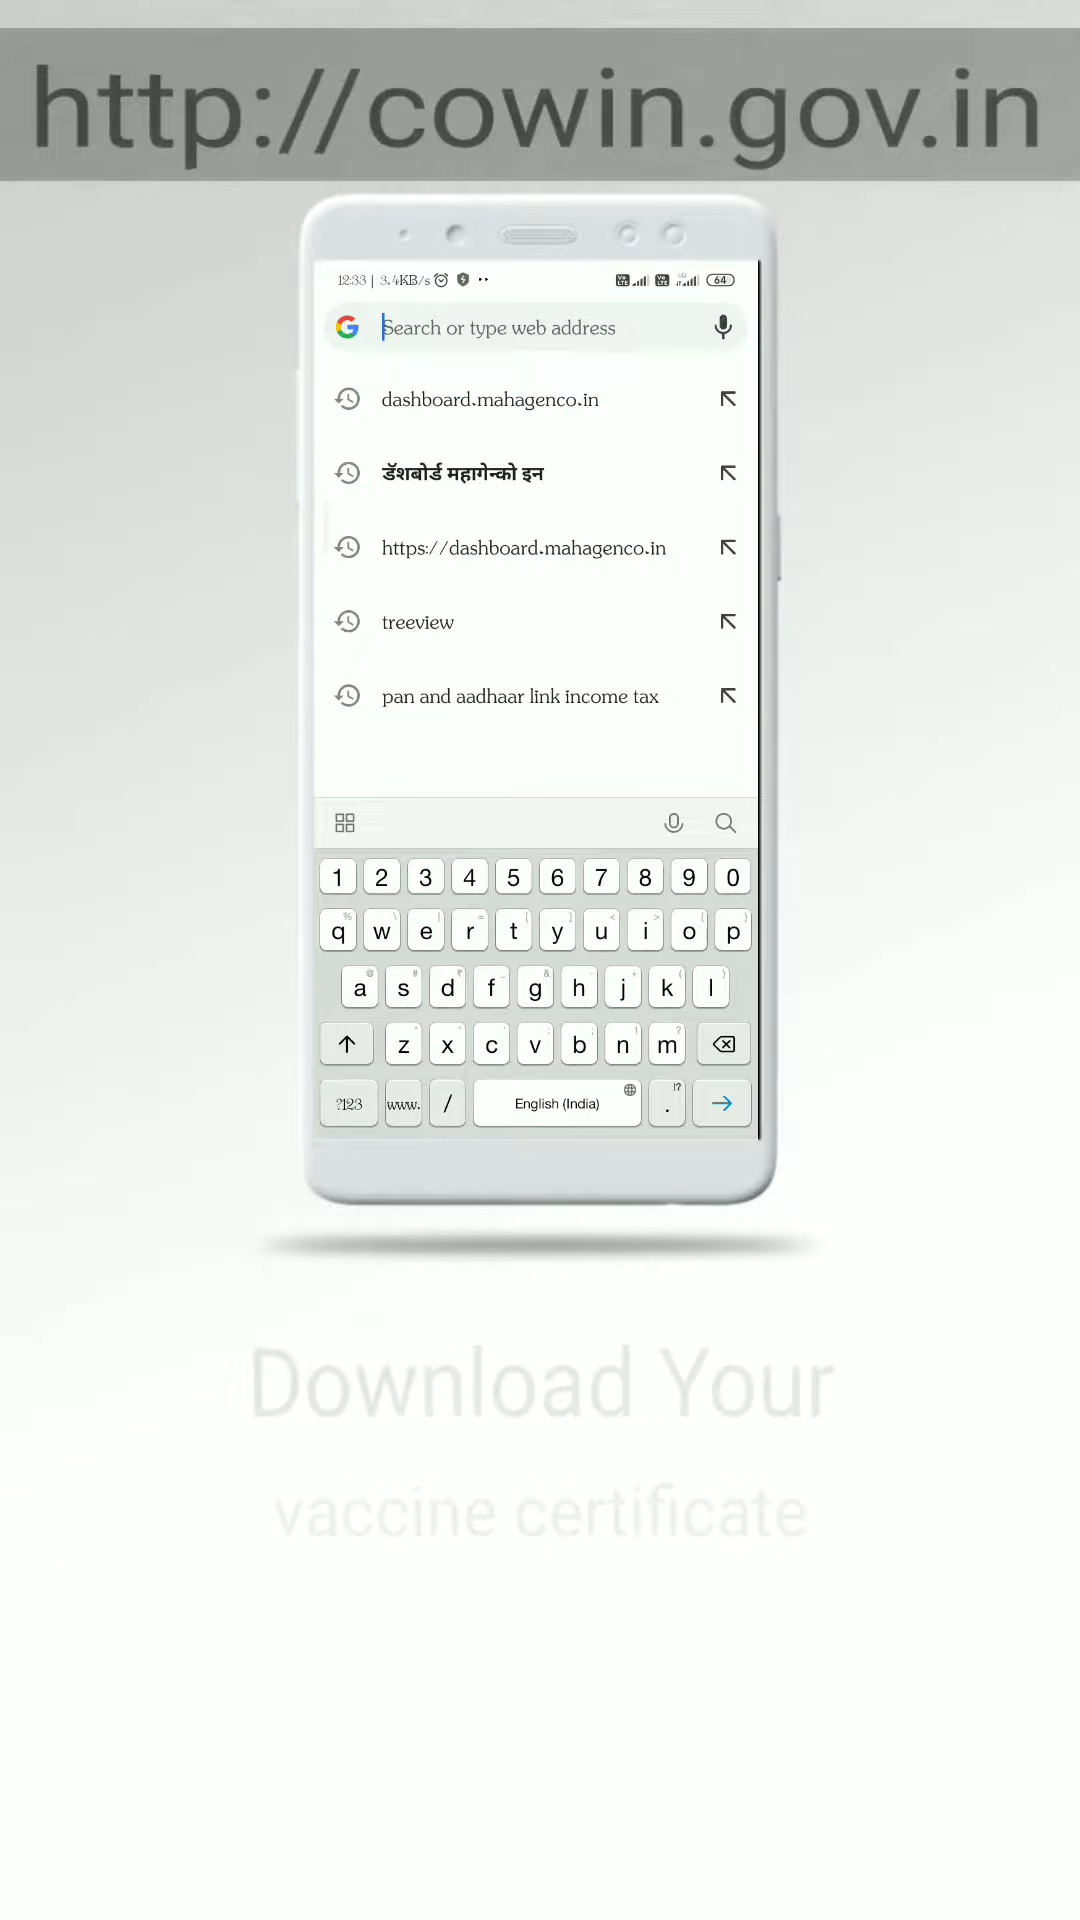 http://cowin.gov.in
12:33 | 3.4KB/s
64
Search or type web address
dashboard.mahagenco.in
डॅशबोर्ड महागेन्को इन
https://dashboard.mahagenco.in
treeview
pan and aadhaar link income tax
1 2 3 4 5 6 7 8 9 0
q w e r t y u i o p
a s d f g h j k l
z x c v b n m
?123 www. / English (India) .
Download Your
vaccine certificate